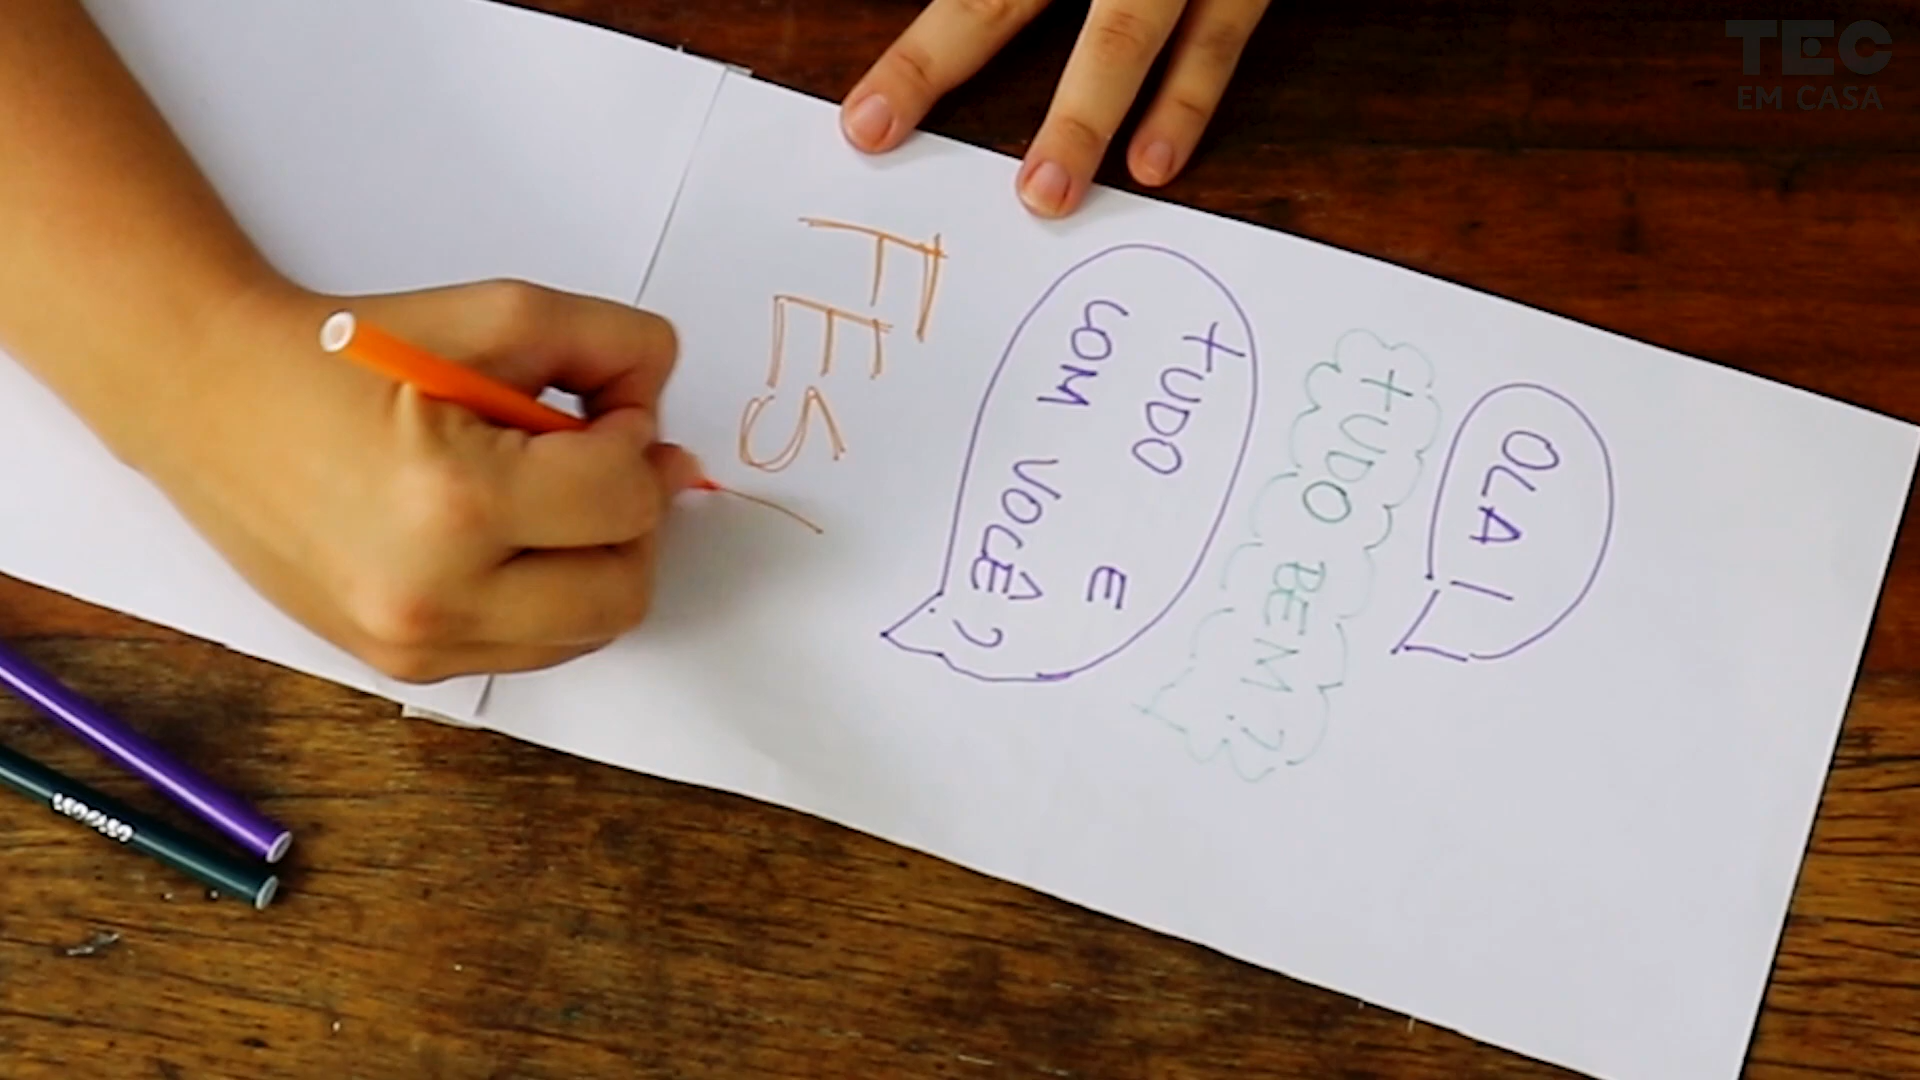 OLA!
TUDO
BEM?
TUDO E
COM VOCÊ?
FES
TEC
EM CASA